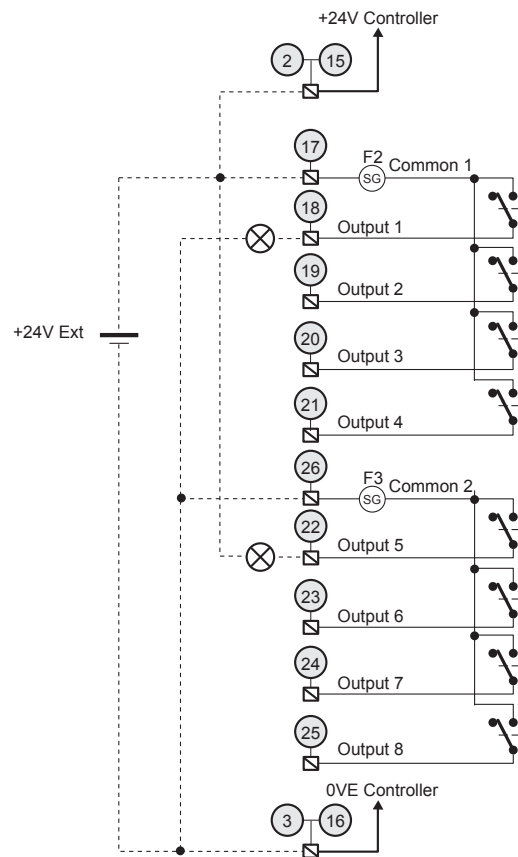 +24V Controller
2 15
17
F2 Common 1
SG
18
Output 1
19
Output 2
20
+24V Ext
Output 3
21
Output 4
26
F3 Common 2
SG
22
Output 5
23
Output 6
24
Output 7
25
Output 8
0VE Controller
3 16